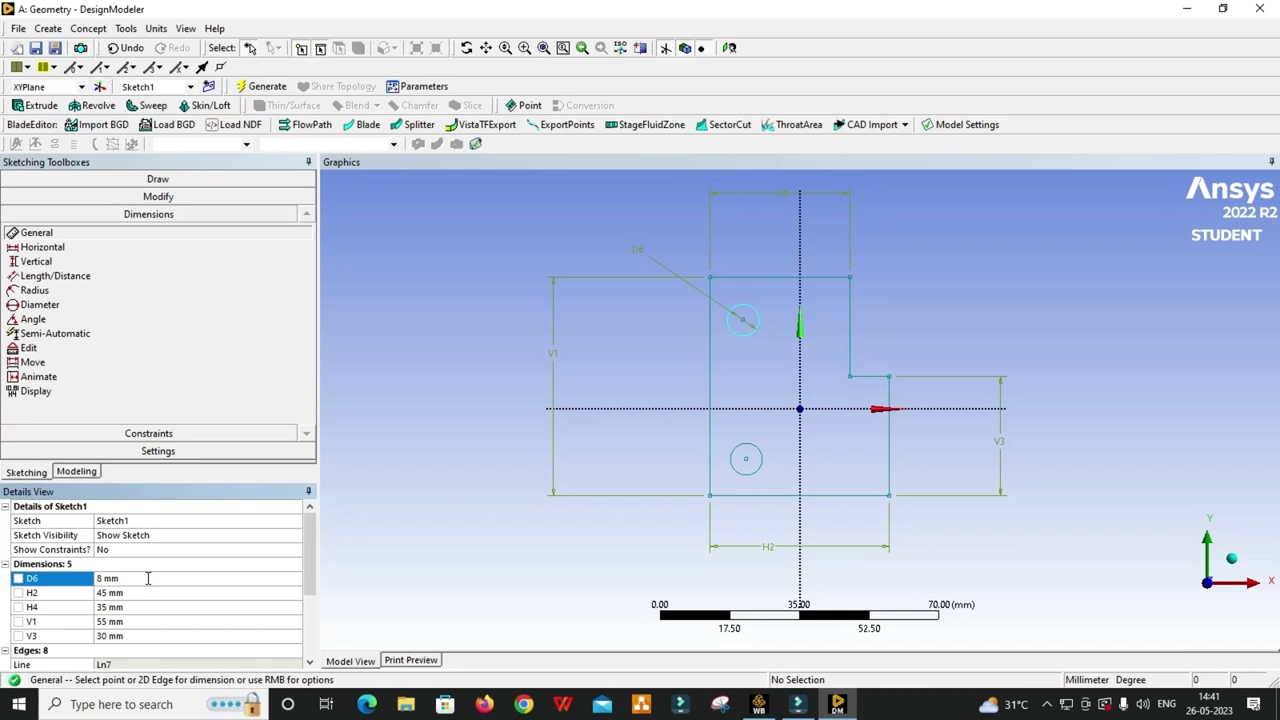 A: Geometry - DesignModeler
File Create Concept Tools Units View Help
Undo Redo Select:
XYPlane Sketch1 Generate Share Topology Parameters
Extrude Revolve Sweep Skin/Loft Thin/Surface Blend Chamfer Slice Point Conversion
BladeEditor: Import BGD Load BGD Load NDF FlowPath Blade Splitter VistaTFExport ExportPoints StageFluidZone SectorCut ThroatArea CAD Import Model Settings
Sketching Toolboxes
Draw
Modify
Dimensions
General
Horizontal
Vertical
Length/Distance
Radius
Diameter
Angle
Semi-Automatic
Edit
Move
Animate
Display
Constraints
Settings
Sketching Modeling
Details View
Details of Sketch1
Sketch Sketch1
Sketch Visibility Show Sketch
Show Constraints? No
Dimensions: 5
D6 8 mm
H2 45 mm
H4 35 mm
V1 55 mm
V3 30 mm
Edges: 8
Line Ln7
Graphics
Ansys
2022 R2
STUDENT
H4
D6
V1
V3
H2
Y
X
0.00 35.00 70.00 (mm)
17.50 52.50
Model View Print Preview
General -- Select point or 2D Edge for dimension or use RMB for options No Selection Millimeter Degree 0 0
Type here to search
WB
DM
31°C ENG 14:41
26-05-2023